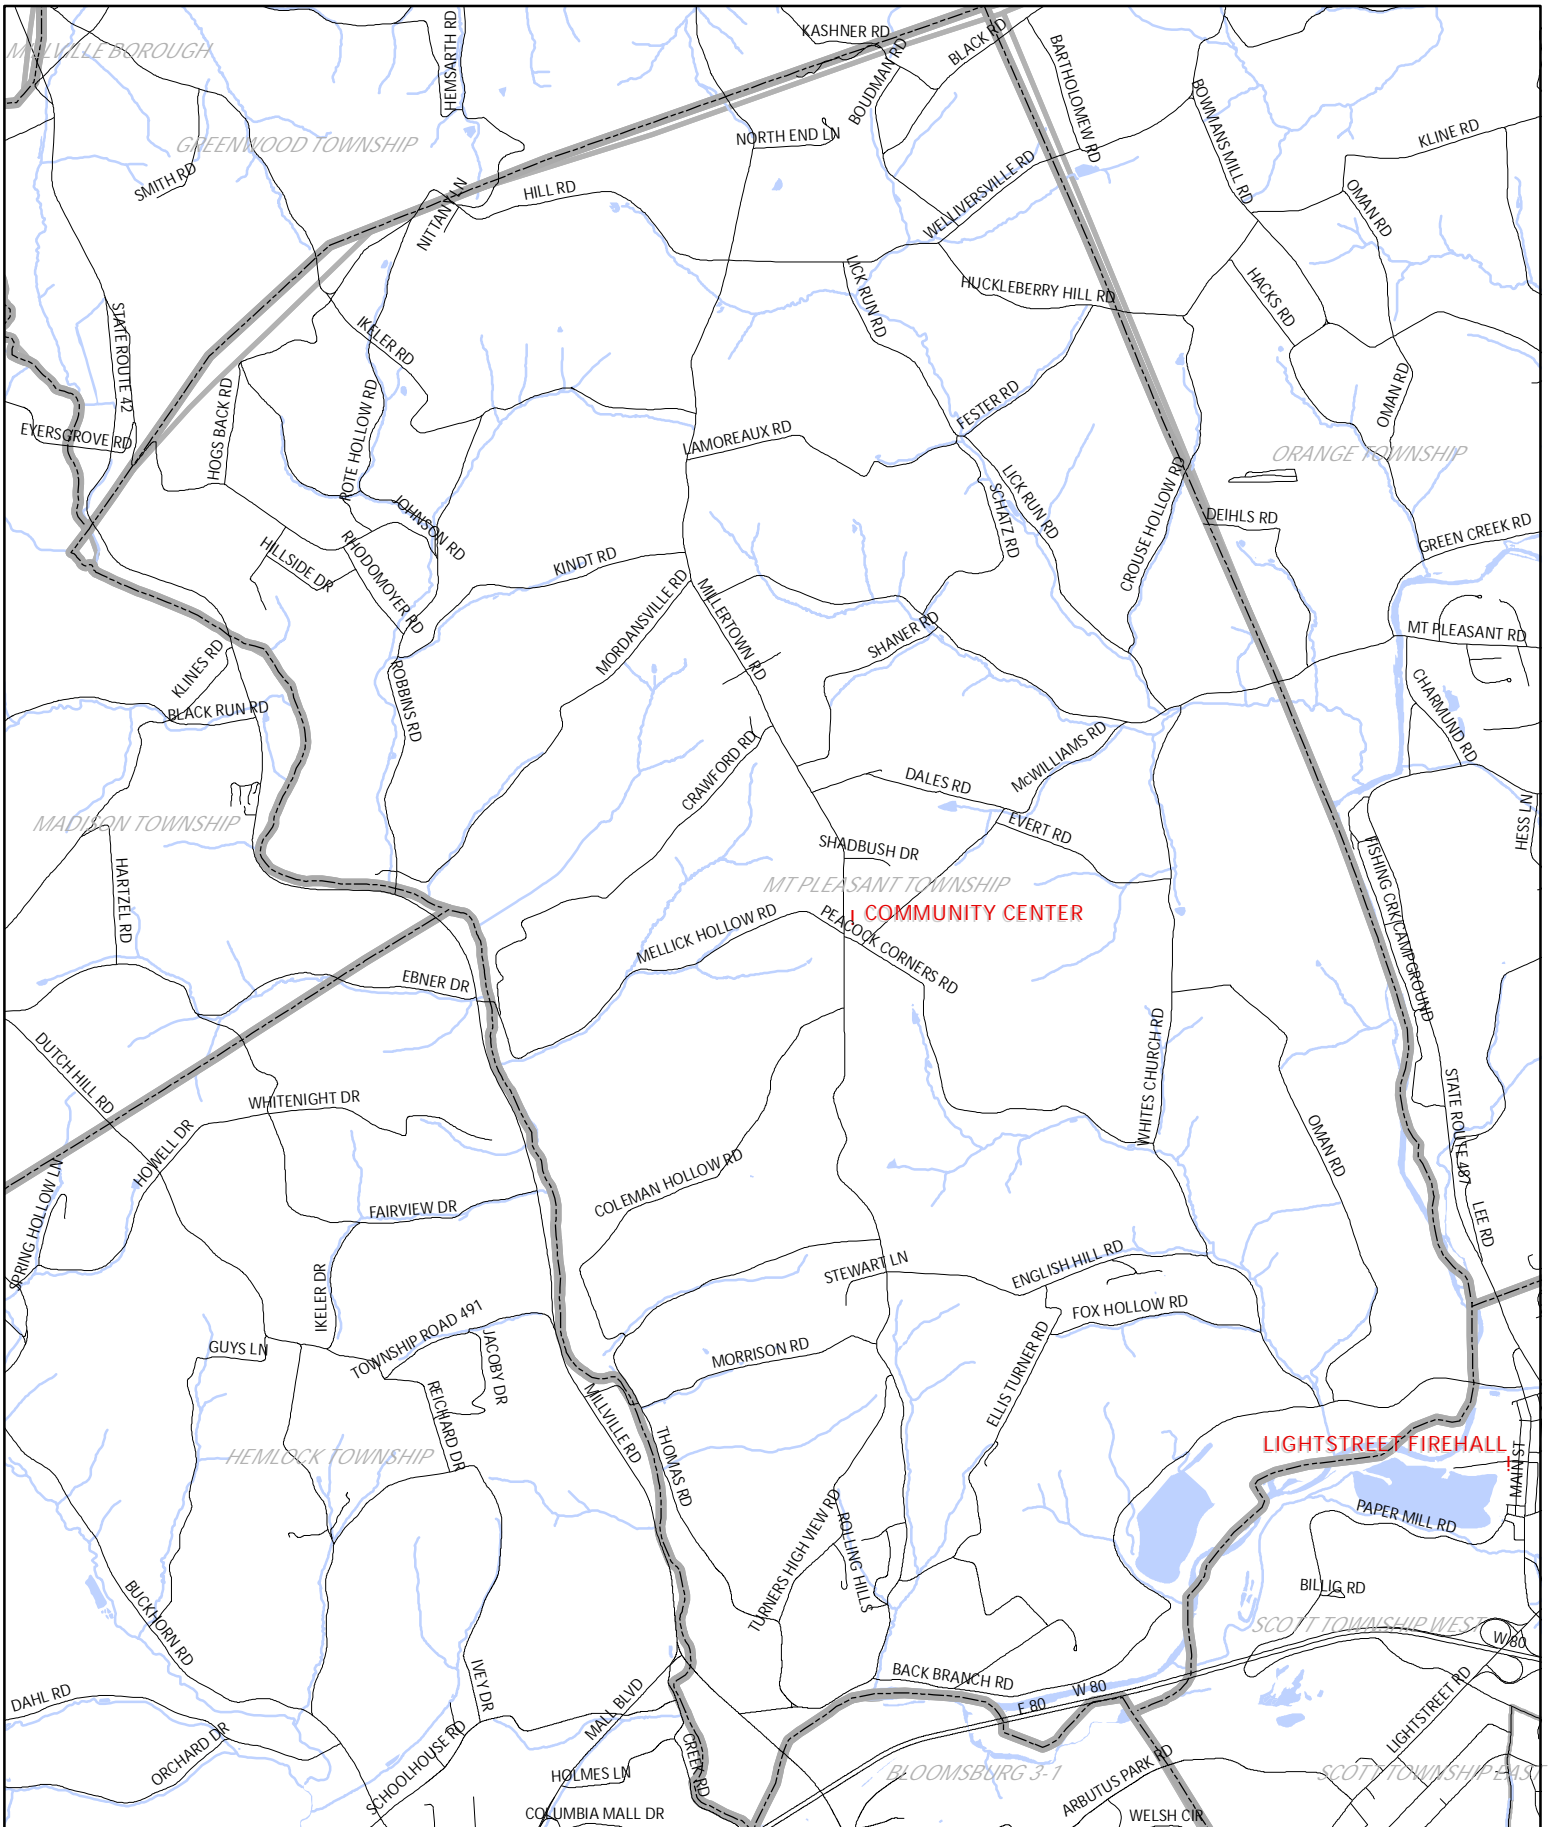 KASHNER RD
HEMSARTH RD
BLACK RD
BARTHOLOMEW RD
BOUDMAN RD
GREENWOOD TOWNSHIP
NORTH END LN
BOWMANS MILL RD
KLINE RD
SMITH RD
HILL RD
NITTANY LN
WELLIVERSVILLE RD
OMAN RD
LICK RUN RD
HUCKLEBERRY HILL RD
HACKS RD
STATE ROUTE 42
IKELER RD
HOGS BACK RD
ROTE HOLLOW RD
FESTER RD
OMAN RD
EYERSGROVE RD
LAMOREAUX RD
ORANGE TOWNSHIP
LICK RUN RD
SCHATZ RD
CROUSE HOLLOW RD
JOHNSON RD
DEIHLS RD
GREEN CREEK RD
HILLSIDE DR
RHODOMOYER RD
KINDT RD
MORDANSVILLE RD
MILLERTOWN RD
SHANER RD
MT PLEASANT RD
KLINES RD
ROBBINS RD
BLACK RUN RD
CHARMUND RD
CRAWFORD RD
McWILLIAMS RD
DALES RD
HESS LN
MADISON TOWNSHIP
EVERT RD
SHADBUSH DR
FISHING CRK CAMPGROUND
HARTZEL RD
MT PLEASANT TOWNSHIP
! COMMUNITY CENTER
MELLICK HOLLOW RD
PEACOCK CORNERS RD
EBNER DR
DUTCH HILL RD
WHITES CHURCH RD
STATE ROUTE 487
WHITENIGHT DR
HOWELL DR
OMAN RD
SPRING HOLLOW LN
COLEMAN HOLLOW RD
FAIRVIEW DR
LEE RD
STEWART LN
ENGLISH HILL RD
IKELER DR
FOX HOLLOW RD
TOWNSHIP ROAD 491
JACOBY DR
GUYS LN
MORRISON RD
ELLIS TURNER RD
REICHARD DR
MILLVILLE RD
THOMAS RD
HEMLOCK TOWNSHIP
LIGHTSTREET FIREHALL
!
MAIN ST
PAPER MILL RD
TURNERS HIGH VIEW RD
ROLLING HILLS
BUCKHORN RD
BILLIG RD
SCOTT TOWNSHIP WEST
W 80
IVEY DR
BACK BRANCH RD
DAHL RD
MALL BLVD
E 80
W 80
LIGHTSTREET RD
ORCHARD DR
SCHOOLHOUSE RD
CREEK RD
HOLMES LN
BLOOMSBURG 3-1
ARBUTUS PARK RD
SCOTT TOWNSHIP EAST
COLUMBIA MALL DR
WELSH CIR